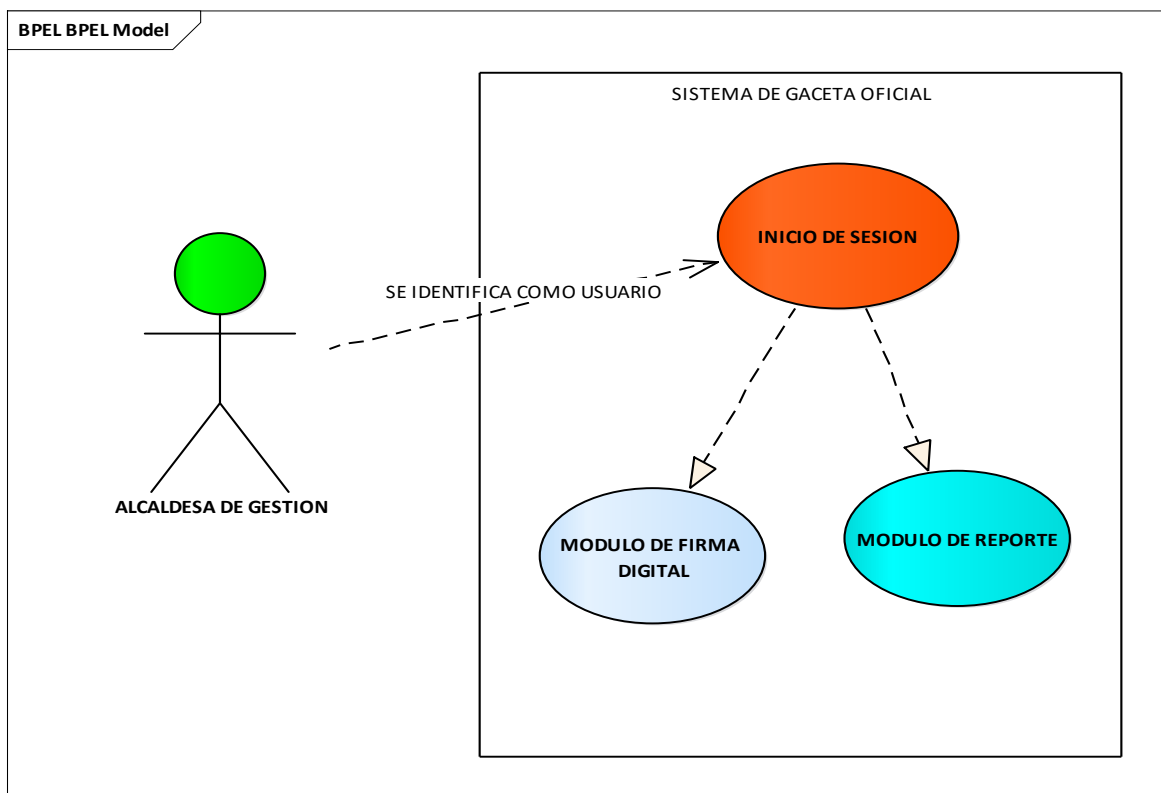 BPEL BPEL Model
SISTEMA DE GACETA OFICIAL
INICIO DE SESION
SE IDENTIFICA COMO USUARIO
ALCALDESA DE GESTION
MODULO DE FIRMA
DIGITAL
MODULO DE REPORTE